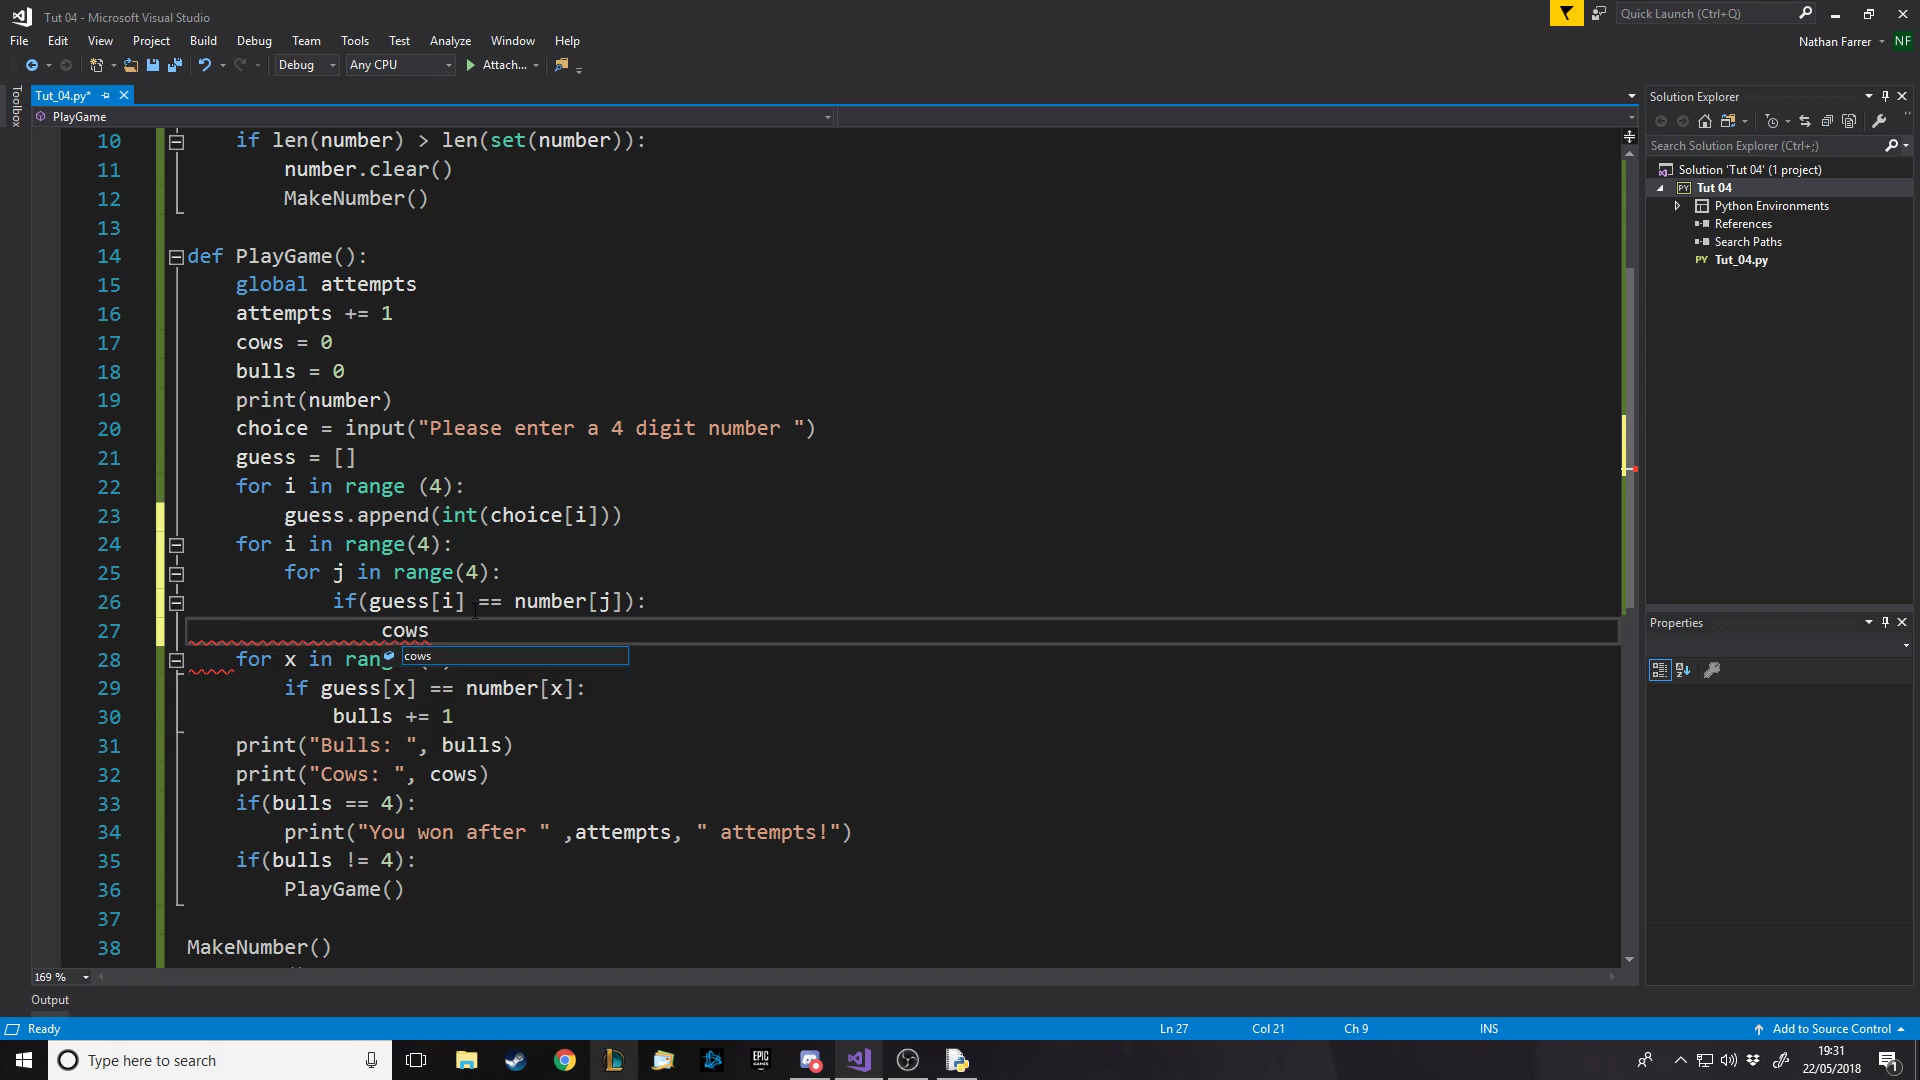 Tut 04 - Microsoft Visual Studio
Quick Launch (Ctrl+Q)
File Edit View Project Build Debug Team Tools Test Analyze Window Help
Nathan Farrer NF
Debug Any CPU Attach...
Toolbox
Tut_04.py*
PlayGame
10 if len(number) > len(set(number)):
11 number.clear()
12 MakeNumber()
13
14 def PlayGame():
15 global attempts
16 attempts += 1
17 cows = 0
18 bulls = 0
19 print(number)
20 choice = input("Please enter a 4 digit number ")
21 guess = []
22 for i in range (4):
23 guess.append(int(choice[i]))
24 for i in range(4):
25 for j in range(4):
26 if(guess[i] == number[j]):
27 cows
cows
28 for x in rang
29 if guess[x] == number[x]:
30 bulls += 1
31 print("Bulls: ", bulls)
32 print("Cows: ", cows)
33 if(bulls == 4):
34 print("You won after " ,attempts, " attempts!")
35 if(bulls != 4):
36 PlayGame()
37
38 MakeNumber()
169 %
Output
Solution Explorer
Search Solution Explorer (Ctrl+;)
Solution 'Tut 04' (1 project)
PY Tut 04
Python Environments
References
Search Paths
PY Tut_04.py
Properties
Ready Ln 27 Col 21 Ch 9 INS Add to Source Control
Type here to search
EPIC GAMES
19:31
22/05/2018
1